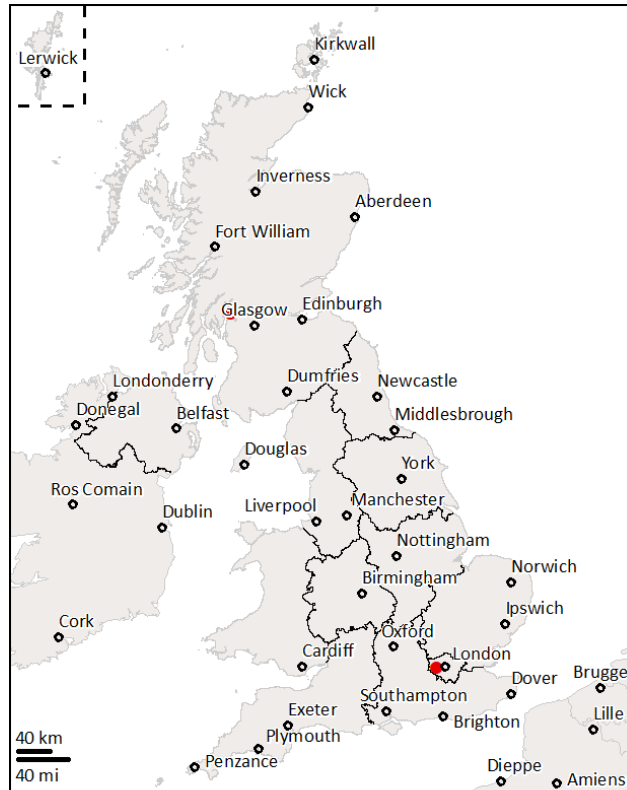 Kirkwall
Lerwick
Wick
Inverness
Aberdeen
Fort William
Glasgow
Edinburgh
Londonderry
Dumfries
Newcastle
Donegal
Belfast
Middlesbrough
Douglas
York
Ros Comain
Manchester
Liverpool
Dublin
Nottingham
Birmingham
Norwich
Ipswich
Cork
Oxford
Cardiff
London
Brugge
Dover
Southampton
Exeter
Brighton
Lille
Plymouth
40 km
40 mi
Penzance
Dieppe
Amiens